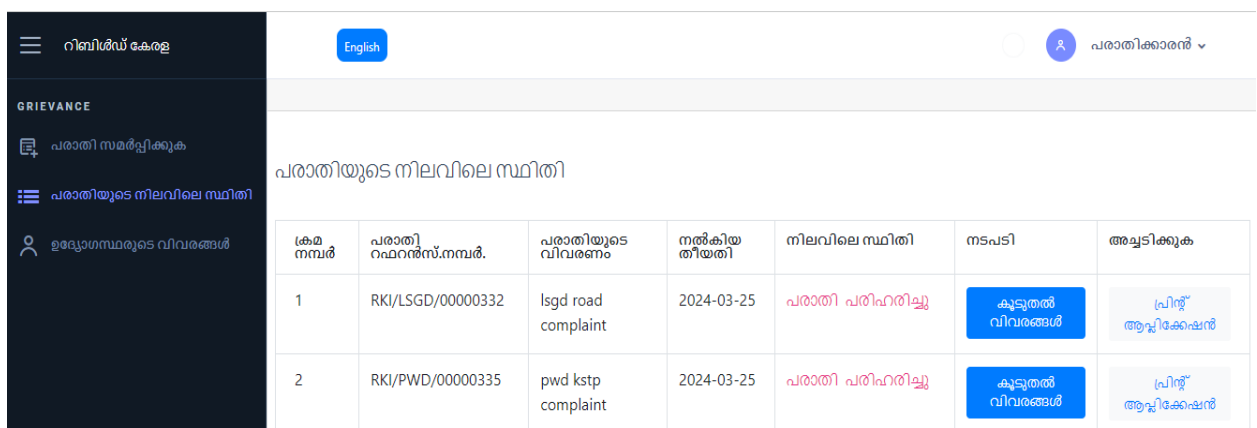 റിബിൾഡ് കേരള
English
പരാതിക്കാരൻ
GRIEVANCE
പരാതി സമർപ്പിക്കുക
പരാതിയുടെ നിലവിലെ സ്ഥിതി
ഉദ്യോഗസ്ഥരുടെ വിവരങ്ങൾ
പരാതിയുടെ നിലവിലെ സ്ഥിതി
ക്രമ നമ്പർ
പരാതി റഫറൻസ്.നമ്പർ.
പരാതിയുടെ വിവരണം
നൽകിയ തീയതി
നിലവിലെ സ്ഥിതി
നടപടി
അച്ചടിക്കുക
1
RKI/LSGD/00000332
lsgd road
complaint
2024-03-25
പരാതി പരിഹരിച്ചു
കൂടുതൽ
വിവരങ്ങൾ
പ്രിന്റ്
ആപ്ലിക്കേഷൻ
2
RKI/PWD/00000335
pwd kstp
complaint
2024-03-25
പരാതി പരിഹരിച്ചു
കൂടുതൽ
വിവരങ്ങൾ
പ്രിന്റ്
ആപ്ലിക്കേഷൻ